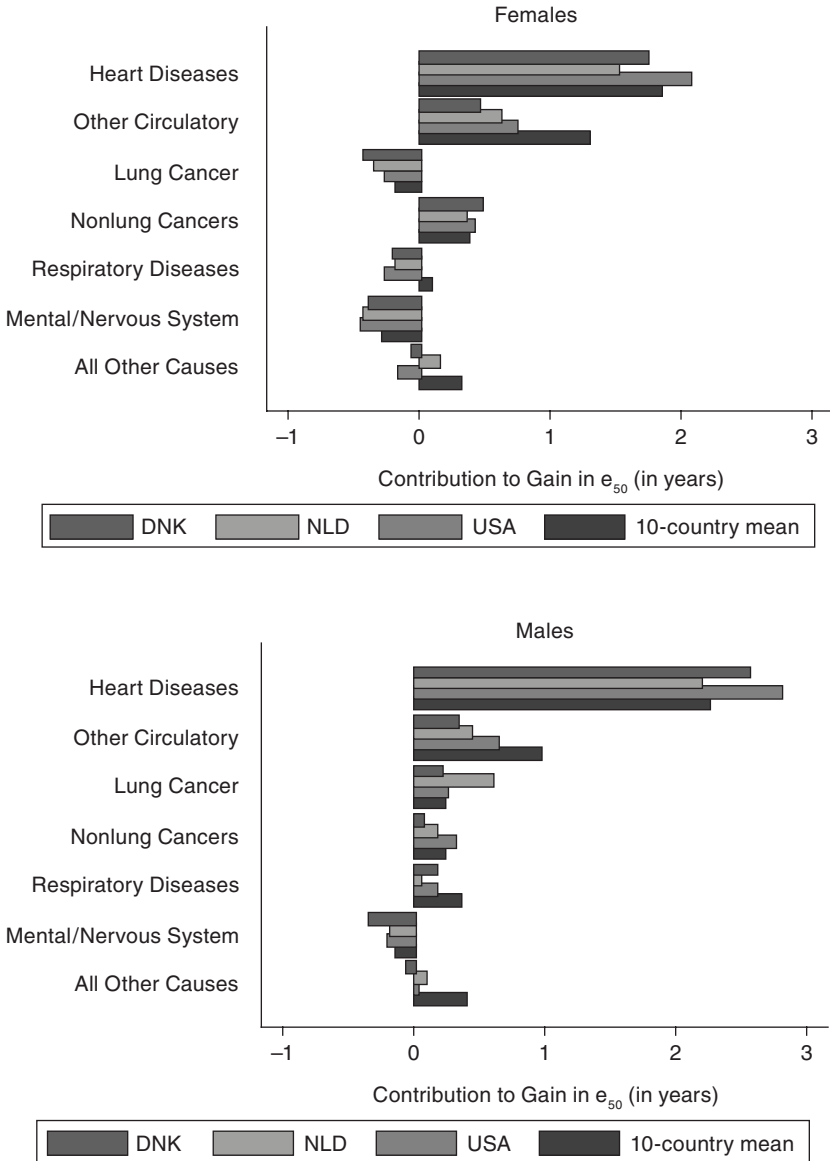 Females
Heart Diseases
Other Circulatory
Lung Cancer
Nonlung Cancers
Respiratory Diseases
Mental/Nervous System
All Other Causes
–1 0 1 2 3
Contribution to Gain in e50 (in years)
DNK NLD USA 10-country mean
Males
Heart Diseases
Other Circulatory
Lung Cancer
Nonlung Cancers
Respiratory Diseases
Mental/Nervous System
All Other Causes
–1 0 1 2 3
Contribution to Gain in e50 (in years)
DNK NLD USA 10-country mean